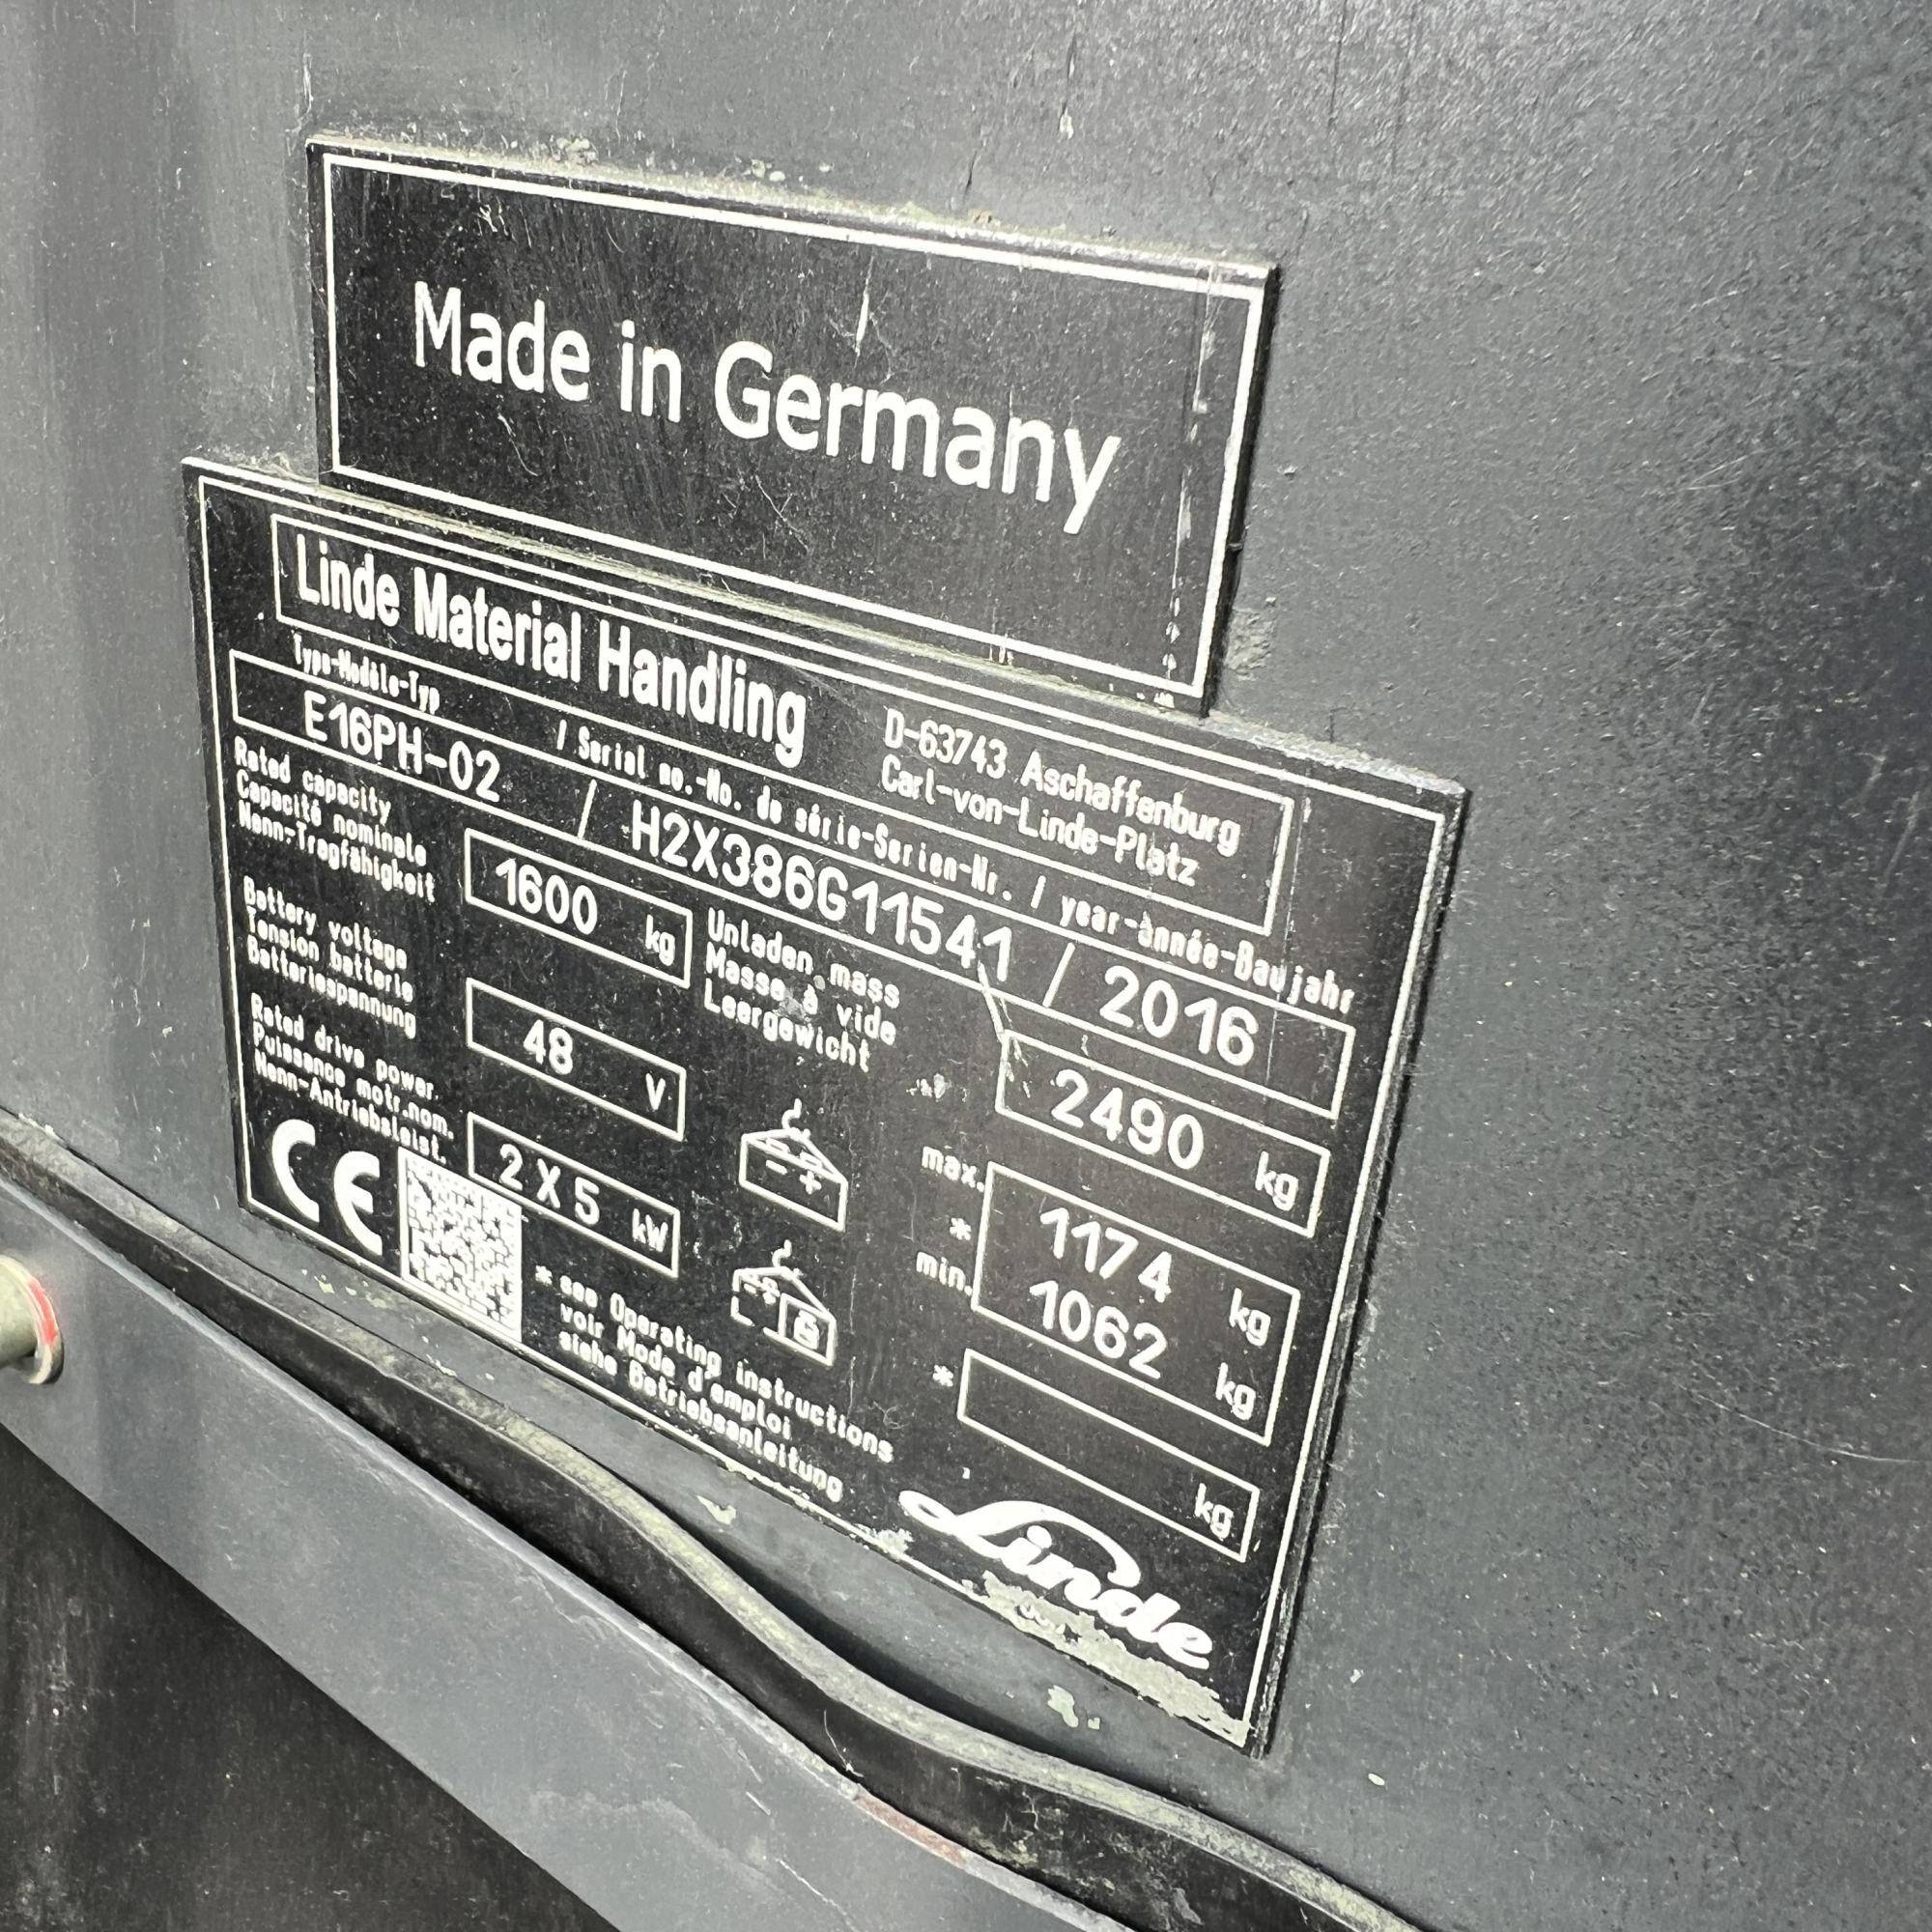 Made in Germany
Linde Material Handling
D-63743 Aschaffenburg
Carl-von-Linde-Platz
Type-Modèle-Typ / Serial no.-No. de série-Serien-Nr. / year-ànnée-Baujahr
E16PH-02 / H2X386G11541 / 2016
Rated capacity
Capacité nominale
Nenn-Tragfähigkeit
1600 kg
Unladen mass
Masse à vide
Leergewicht
2490 kg
Battery voltage
Tension batterie
Batteriespannung
48 V
max. 1174 kg
*
min. 1062 kg
Rated drive power.
Puissance motr.nom.
Nenn-Antriebsleist.
2 X 5 kW
* kg
CE
* see Operating instructions
voir Mode d'emploi
siehe Betriebsanleitung
Linde